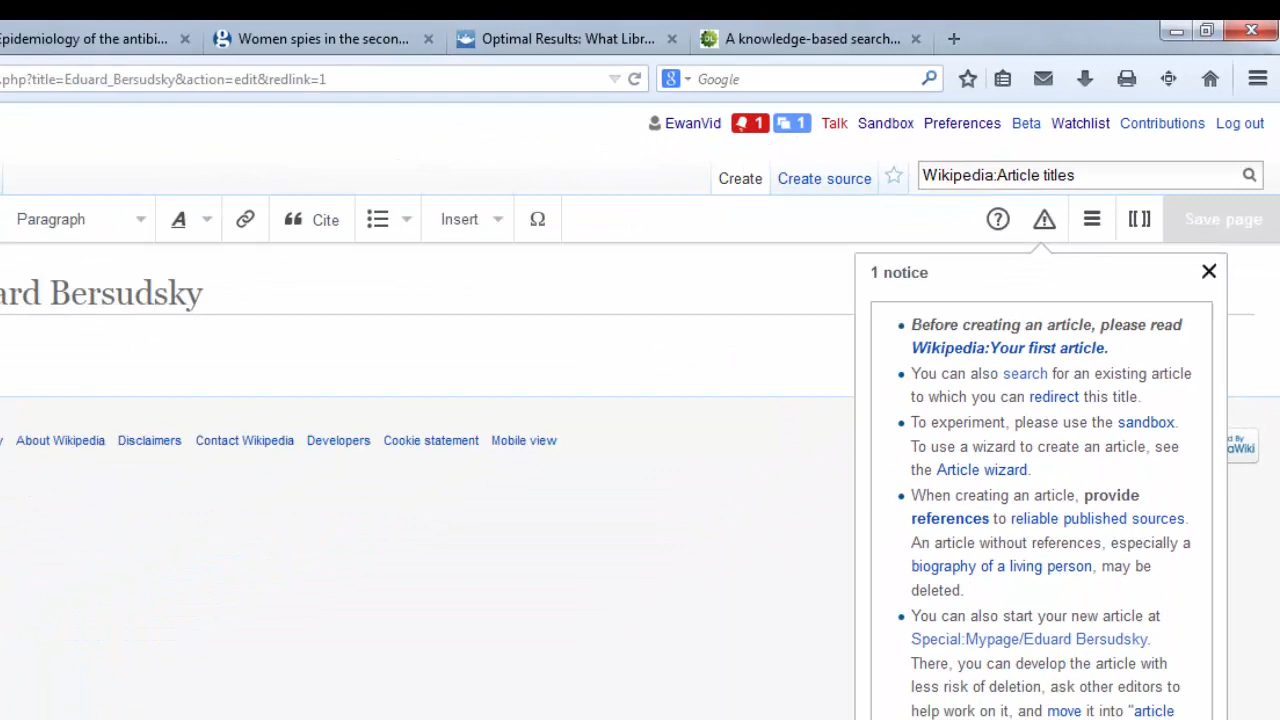 Epidemiology of the antibi...
Women spies in the secon...
Optimal Results: What Libr...
A knowledge-based search...
.php?title=Eduard_Bersudsky&action=edit&redlink=1
Google
EwanVid 1 1 Talk Sandbox Preferences Beta Watchlist Contributions Log out
Create Create source Wikipedia:Article titles
Paragraph A Cite Insert Ω Save page
ard Bersudsky
1 notice
Before creating an article, please read
Wikipedia:Your first article.
You can also search for an existing article
to which you can redirect this title.
To experiment, please use the sandbox.
To use a wizard to create an article, see
the Article wizard.
When creating an article, provide
references to reliable published sources.
An article without references, especially a
biography of a living person, may be
deleted.
You can also start your new article at
Special:Mypage/Eduard Bersudsky.
There, you can develop the article with
less risk of deletion, ask other editors to
help work on it, and move it into "article
y About Wikipedia Disclaimers Contact Wikipedia Developers Cookie statement Mobile view
d By
aWiki